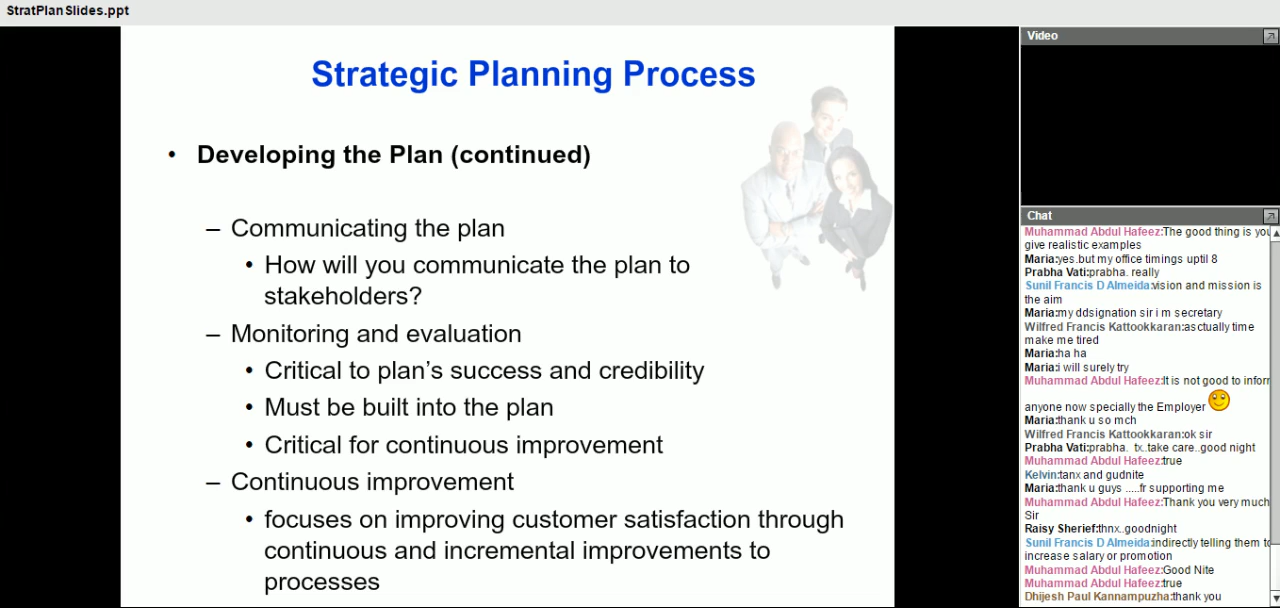 StratPlanSlides.ppt
Strategic Planning Process
• Developing the Plan (continued)
– Communicating the plan
• How will you communicate the plan to
stakeholders?
– Monitoring and evaluation
• Critical to plan’s success and credibility
• Must be built into the plan
• Critical for continuous improvement
– Continuous improvement
• focuses on improving customer satisfaction through
continuous and incremental improvements to
processes
Video
Chat
Muhammad Abdul Hafeez:The good thing is you
give realistic examples
Maria:yes.but my office timings uptil 8
Prabha Vati:prabha. really
Sunil Francis D Almeida:vision and mission is
the aim
Maria:my ddsignation sir i m secretary
Wilfred Francis Kattookkaran:asctually time
make me tired
Maria:ha ha
Maria:i will surely try
Muhammad Abdul Hafeez:It is not good to inform
anyone now specially the Employer
Maria:thank u so mch
Wilfred Francis Kattookkaran:ok sir
Prabha Vati:prabha. tx..take care..good night
Muhammad Abdul Hafeez:true
Kelvin:tanx and gudnite
Maria:thank u guys .....fr supporting me
Muhammad Abdul Hafeez:Thank you very much
Sir
Raisy Sherief:thnx..goodnight
Sunil Francis D Almeida:indirectly telling them to
increase salary or promotion
Muhammad Abdul Hafeez:Good Nite
Muhammad Abdul Hafeez:true
Dhijesh Paul Kannampuzha:thank you